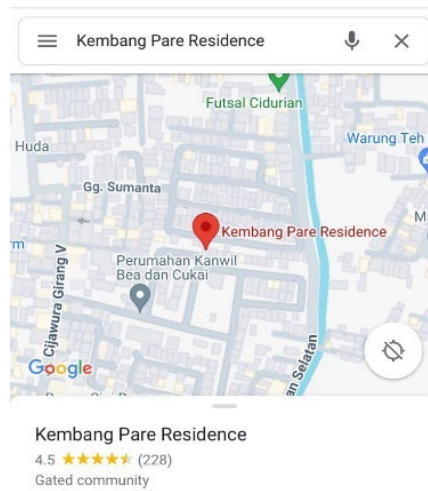 Kembang Pare Residence
Futsal Cidurian
Warung Teh
Huda
Gg. Sumanta
Kembang Pare Residence
Perumahan Kanwil
Bea dan Cukai
Cijawura Girang V
Selatan
Google
Kembang Pare Residence
4.5 ★★★★★ (228)
Gated community